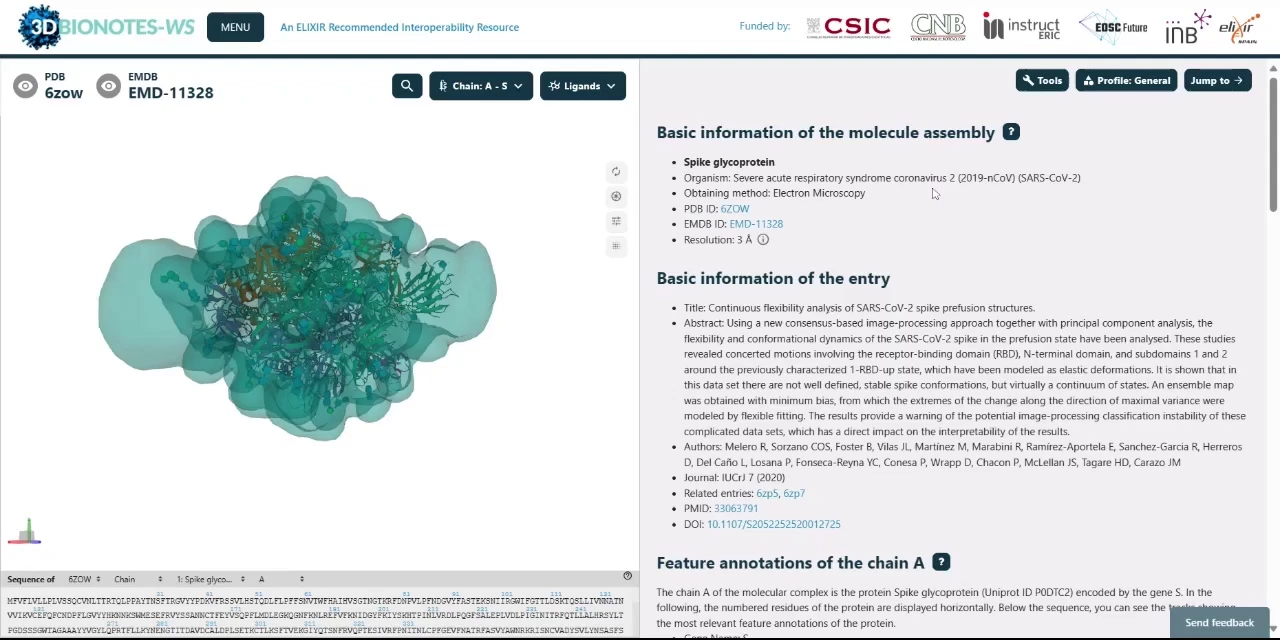 3DBIONOTES-WS
MENU
An ELIXIR Recommended Interoperability Resource
Funded by:
CSIC
CNB
instruct ERIC
EOSC Future
INB
elixir
PDB
6zow
EMDB
EMD-11328
Chain: A - S
Ligands
Tools
Profile: General
Jump to →
Basic information of the molecule assembly ?
• Spike glycoprotein
• Organism: Severe acute respiratory syndrome coronavirus 2 (2019-nCoV) (SARS-CoV-2)
• Obtaining method: Electron Microscopy
• PDB ID: 6ZOW
• EMDB ID: EMD-11328
• Resolution: 3 Å
Basic information of the entry
• Title: Continuous flexibility analysis of SARS-CoV-2 spike prefusion structures.
• Abstract: Using a new consensus-based image-processing approach together with principal component analysis, the
flexibility and conformational dynamics of the SARS-CoV-2 spike in the prefusion state have been analysed. These studies
revealed concerted motions involving the receptor-binding domain (RBD), N-terminal domain, and subdomains 1 and 2
around the previously characterized 1-RBD-up state, which have been modeled as elastic deformations. It is shown that in
this data set there are not well defined, stable spike conformations, but virtually a continuum of states. An ensemble map
was obtained with minimum bias, from which the extremes of the change along the direction of maximal variance were
modeled by flexible fitting. The results provide a warning of the potential image-processing classification instability of these
complicated data sets, which has a direct impact on the interpretability of the results.
• Authors: Melero R, Sorzano COS, Foster B, Vilas JL, Martínez M, Marabini R, Ramírez-Aportela E, Sanchez-Garcia R, Herreros
D, Del Caño L, Losana P, Fonseca-Reyna YC, Conesa P, Wrapp D, Chacon P, McLellan JS, Tagare HD, Carazo JM
• Journal: IUCrJ 7 (2020)
• Related entries: 6zp5, 6zp7
• PMID: 33063791
• DOI: 10.1107/S2052252520012725
Feature annotations of the chain A ?
The chain A of the molecular complex is the protein Spike glycoprotein (Uniprot ID P0DTC2) encoded by the gene S. In the
following, the numbered residues of the protein are displayed horizontally. Below the sequence, you can see the tracks showing
the most relevant feature annotations of the protein.
Send feedback
Sequence of 6ZOW Chain 1: Spike glyco... A